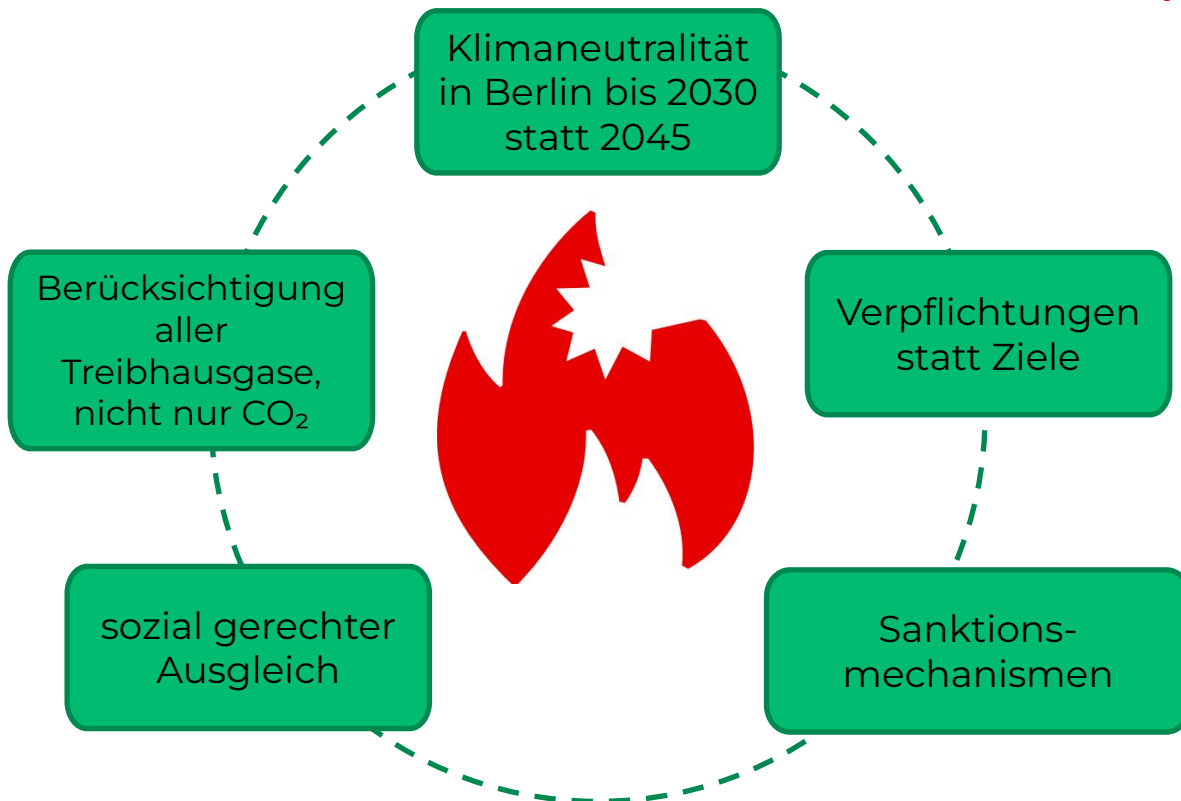 Klimaneutralität
in Berlin bis 2030
statt 2045
Berücksichtigung
aller
Treibhausgase,
nicht nur CO₂
Verpflichtungen
statt Ziele
sozial gerechter
Ausgleich
Sanktions-
mechanismen